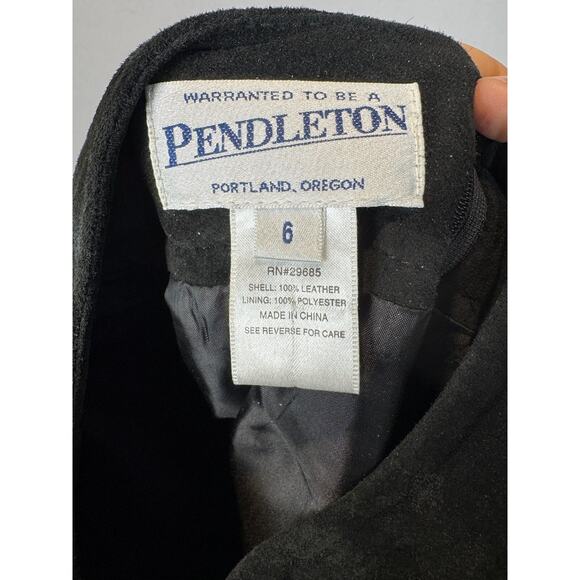 WARRANTED TO BE A
PENDLETON
PORTLAND, OREGON
6
RN#29685
SHELL: 100% LEATHER
LINING: 100% POLYESTER
MADE IN CHINA
SEE REVERSE FOR CARE